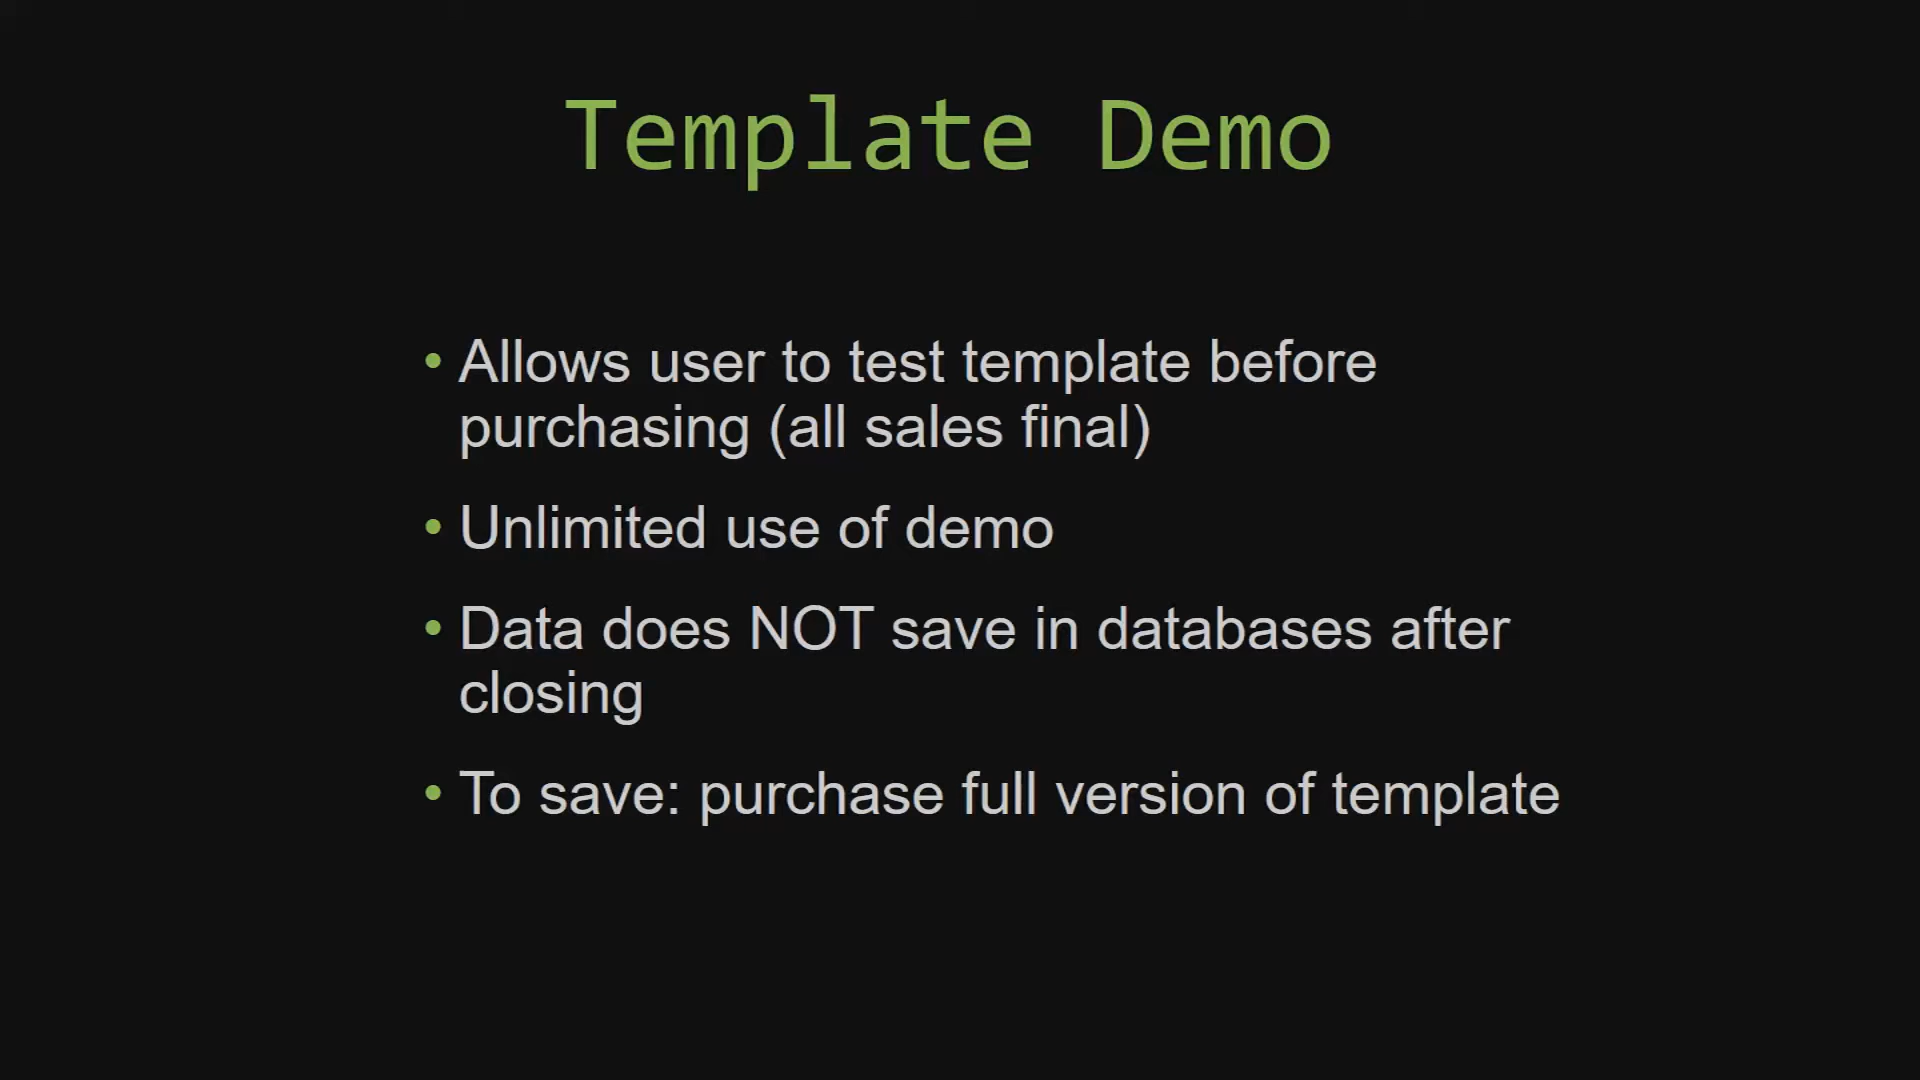 Template Demo
• Allows user to test template before
purchasing (all sales final)
• Unlimited use of demo
• Data does NOT save in databases after
closing
• To save: purchase full version of template